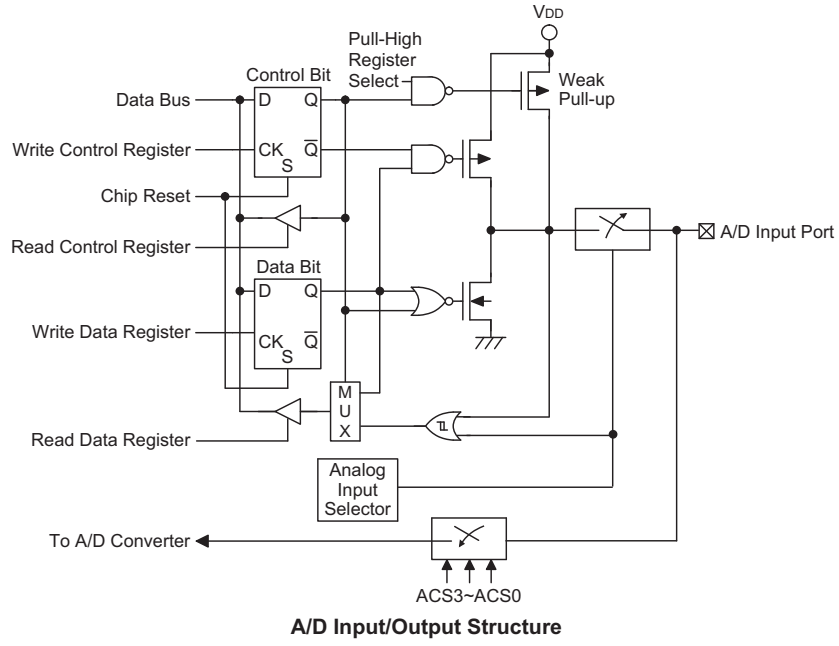 VDD
Pull-High
Register
Select
Weak
Pull-up
Control Bit
Data Bus
D
Q
Write Control Register
CK
Q̅
S
Chip Reset
Read Control Register
A/D Input Port
Data Bit
D
Q
Write Data Register
CK
Q̅
S
M
U
X
Read Data Register
Analog
Input
Selector
To A/D Converter
ACS3~ACS0
A/D Input/Output Structure